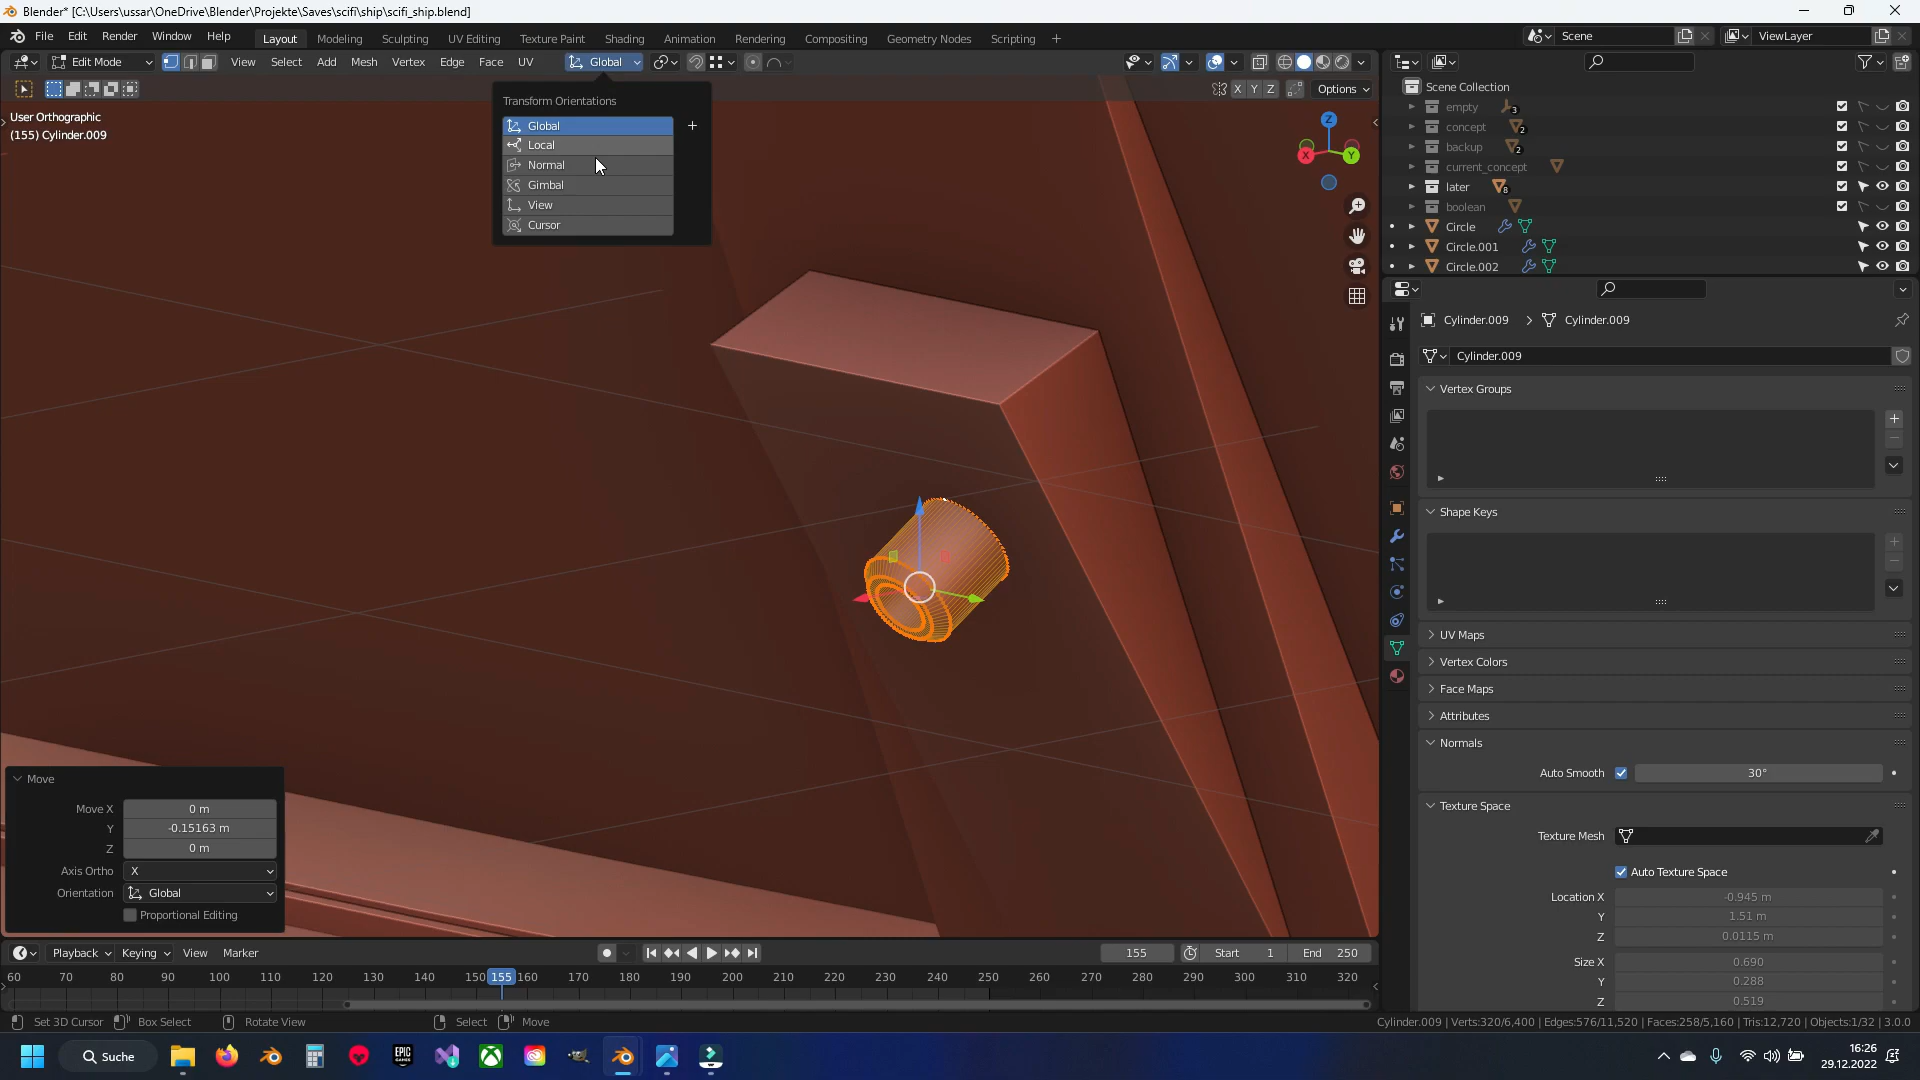 Blender* [C:\Users\ussar\OneDrive\Blender\Projekte\Saves\scifi\ship\scifi_ship.blend]
File Edit Render Window Help Layout Modeling Sculpting UV Editing Texture Paint Shading Animation Rendering Compositing Geometry Nodes Scripting + Scene ViewLayer
Edit Mode View Select Add Mesh Vertex Edge Face UV Global
X Y Z Options
User Orthographic
(155) Cylinder.009
Transform Orientations
Global
Local
Normal
Gimbal
View
Cursor
Z
X
Y
Scene Collection
empty 3
concept 2
backup 2
current_concept
later 8
boolean
Circle
Circle.001
Circle.002
Cylinder.009 > Cylinder.009
Cylinder.009
Vertex Groups
Shape Keys
UV Maps
Vertex Colors
Face Maps
Attributes
Normals
Auto Smooth 30°
Texture Space
Texture Mesh
Auto Texture Space
Location X -0.945 m
Y 1.51 m
Z 0.0115 m
Size X 0.690
Y 0.288
Z 0.519
Move
Move X 0 m
Y -0.15163 m
Z 0 m
Axis Ortho X
Orientation Global
Proportional Editing
Playback Keying View Marker 155 Start 1 End 250
60 70 80 90 100 110 120 130 140 150 155 160 170 180 190 200 210 220 230 240 250 260 270 280 290 300 310 320
Set 3D Cursor Box Select Rotate View Select Move Cylinder.009 | Verts:320/6,400 | Edges:576/11,520 | Faces:258/5,160 | Tris:12,720 | Objects:1/32 | 3.0.0
Suche
EPIC GAMES
16:26
29.12.2022